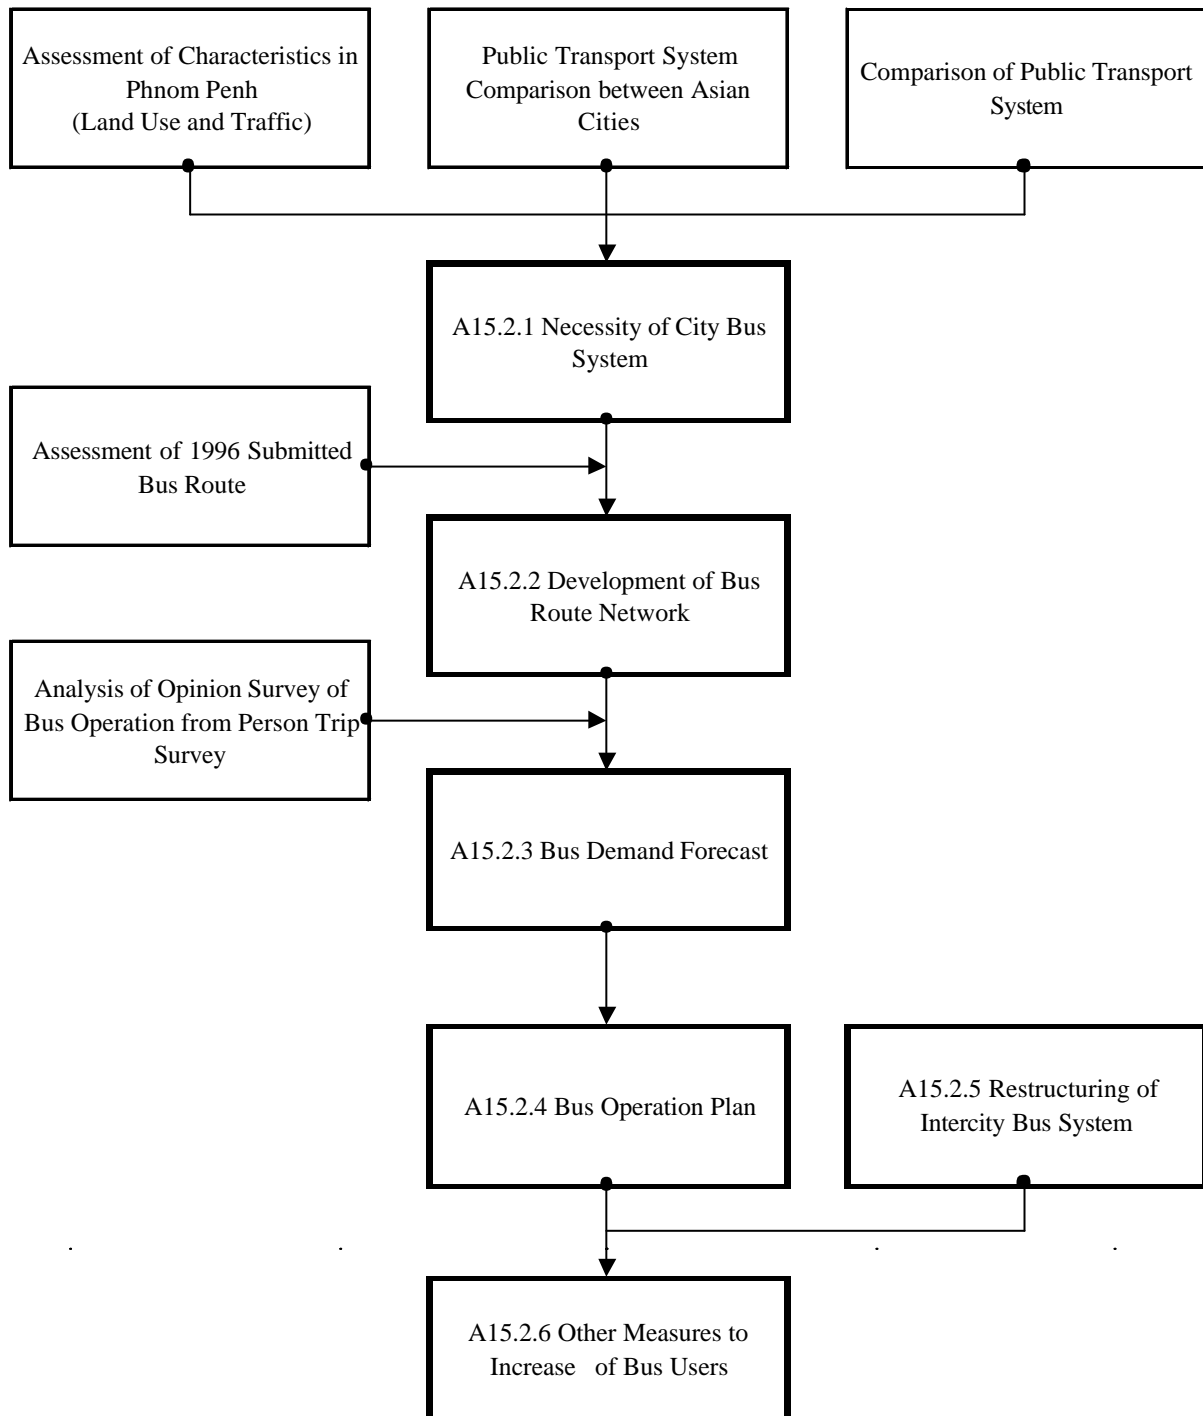 Assessment of Characteristics in
Phnom Penh
(Land Use and Traffic)
Public Transport System
Comparison between Asian
Cities
Comparison of Public Transport
System
A15.2.1 Necessity of City Bus
System
Assessment of 1996 Submitted
Bus Route
A15.2.2 Development of Bus
Route Network
Analysis of Opinion Survey of
Bus Operation from Person Trip
Survey
A15.2.3 Bus Demand Forecast
A15.2.4 Bus Operation Plan
A15.2.5 Restructuring of
Intercity Bus System
A15.2.6 Other Measures to
Increase of Bus Users